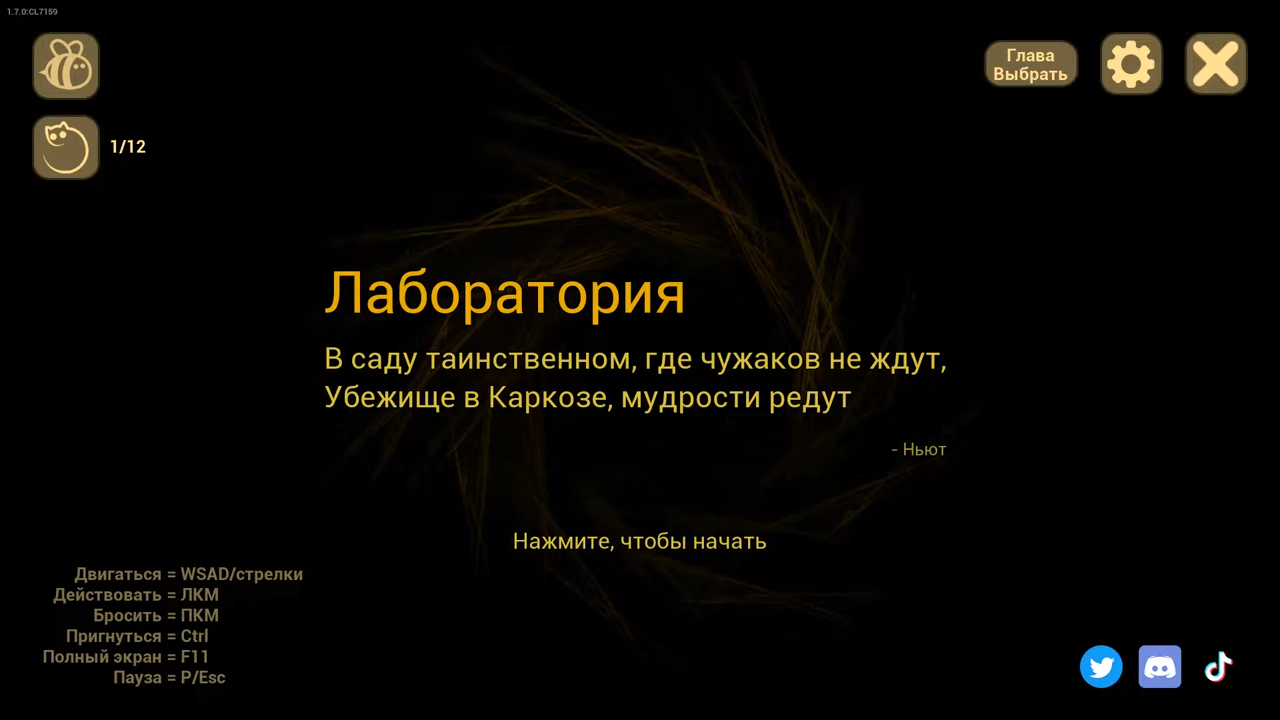 1.7.0:CL7159
Глава
Выбрать
1/12
Лаборатория
В саду таинственном, где чужаков не ждут,
Убежище в Каркозе, мудрости редут
- Ньют
Нажмите, чтобы начать
Двигаться = WSAD/стрелки
Действовать = ЛКМ
Бросить = ПКМ
Пригнуться = Ctrl
Полный экран = F11
Пауза = P/Esc